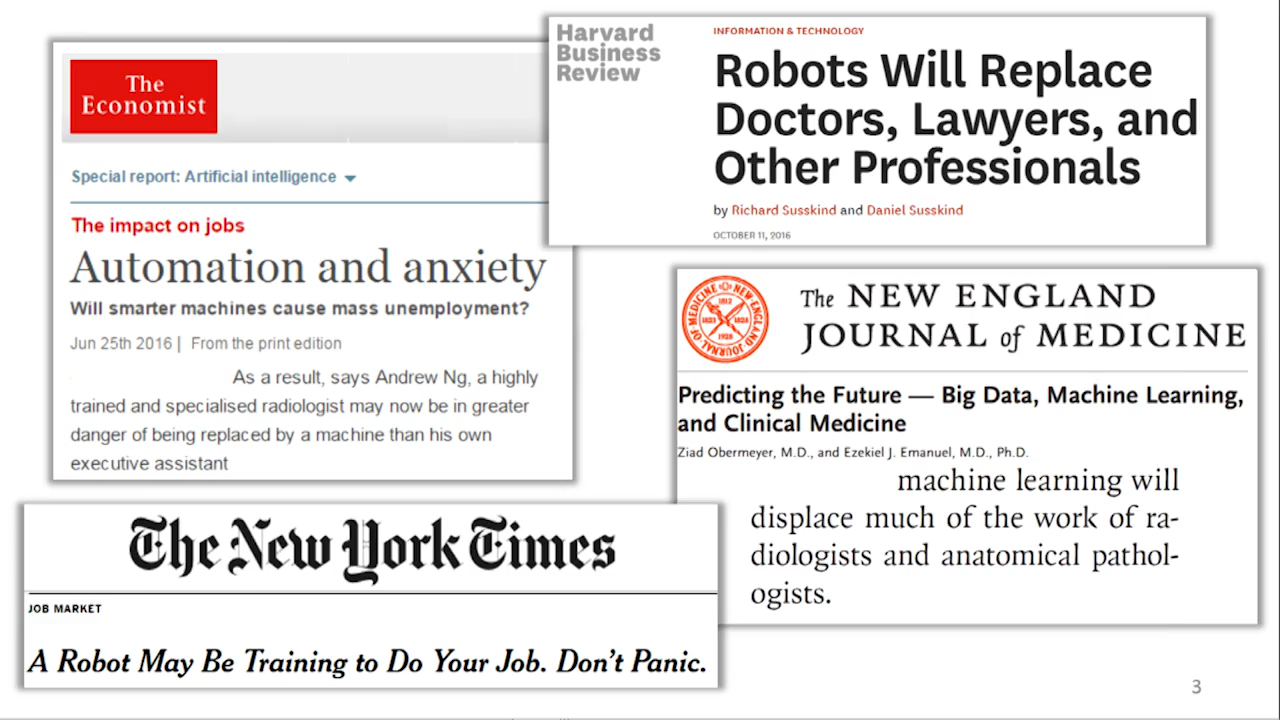 The
Economist
Special report: Artificial intelligence
The impact on jobs
Automation and anxiety
Will smarter machines cause mass unemployment?
Jun 25th 2016 | From the print edition
As a result, says Andrew Ng, a highly
trained and specialised radiologist may now be in greater
danger of being replaced by a machine than his own
executive assistant
Harvard
Business
Review
INFORMATION & TECHNOLOGY
Robots Will Replace
Doctors, Lawyers, and
Other Professionals
by Richard Susskind and Daniel Susskind
OCTOBER 11, 2016
The NEW ENGLAND
JOURNAL of MEDICINE
Predicting the Future — Big Data, Machine Learning,
and Clinical Medicine
Ziad Obermeyer, M.D., and Ezekiel J. Emanuel, M.D., Ph.D.
machine learning will
displace much of the work of ra-
diologists and anatomical pathol-
ogists.
The New York Times
JOB MARKET
A Robot May Be Training to Do Your Job. Don't Panic.
3